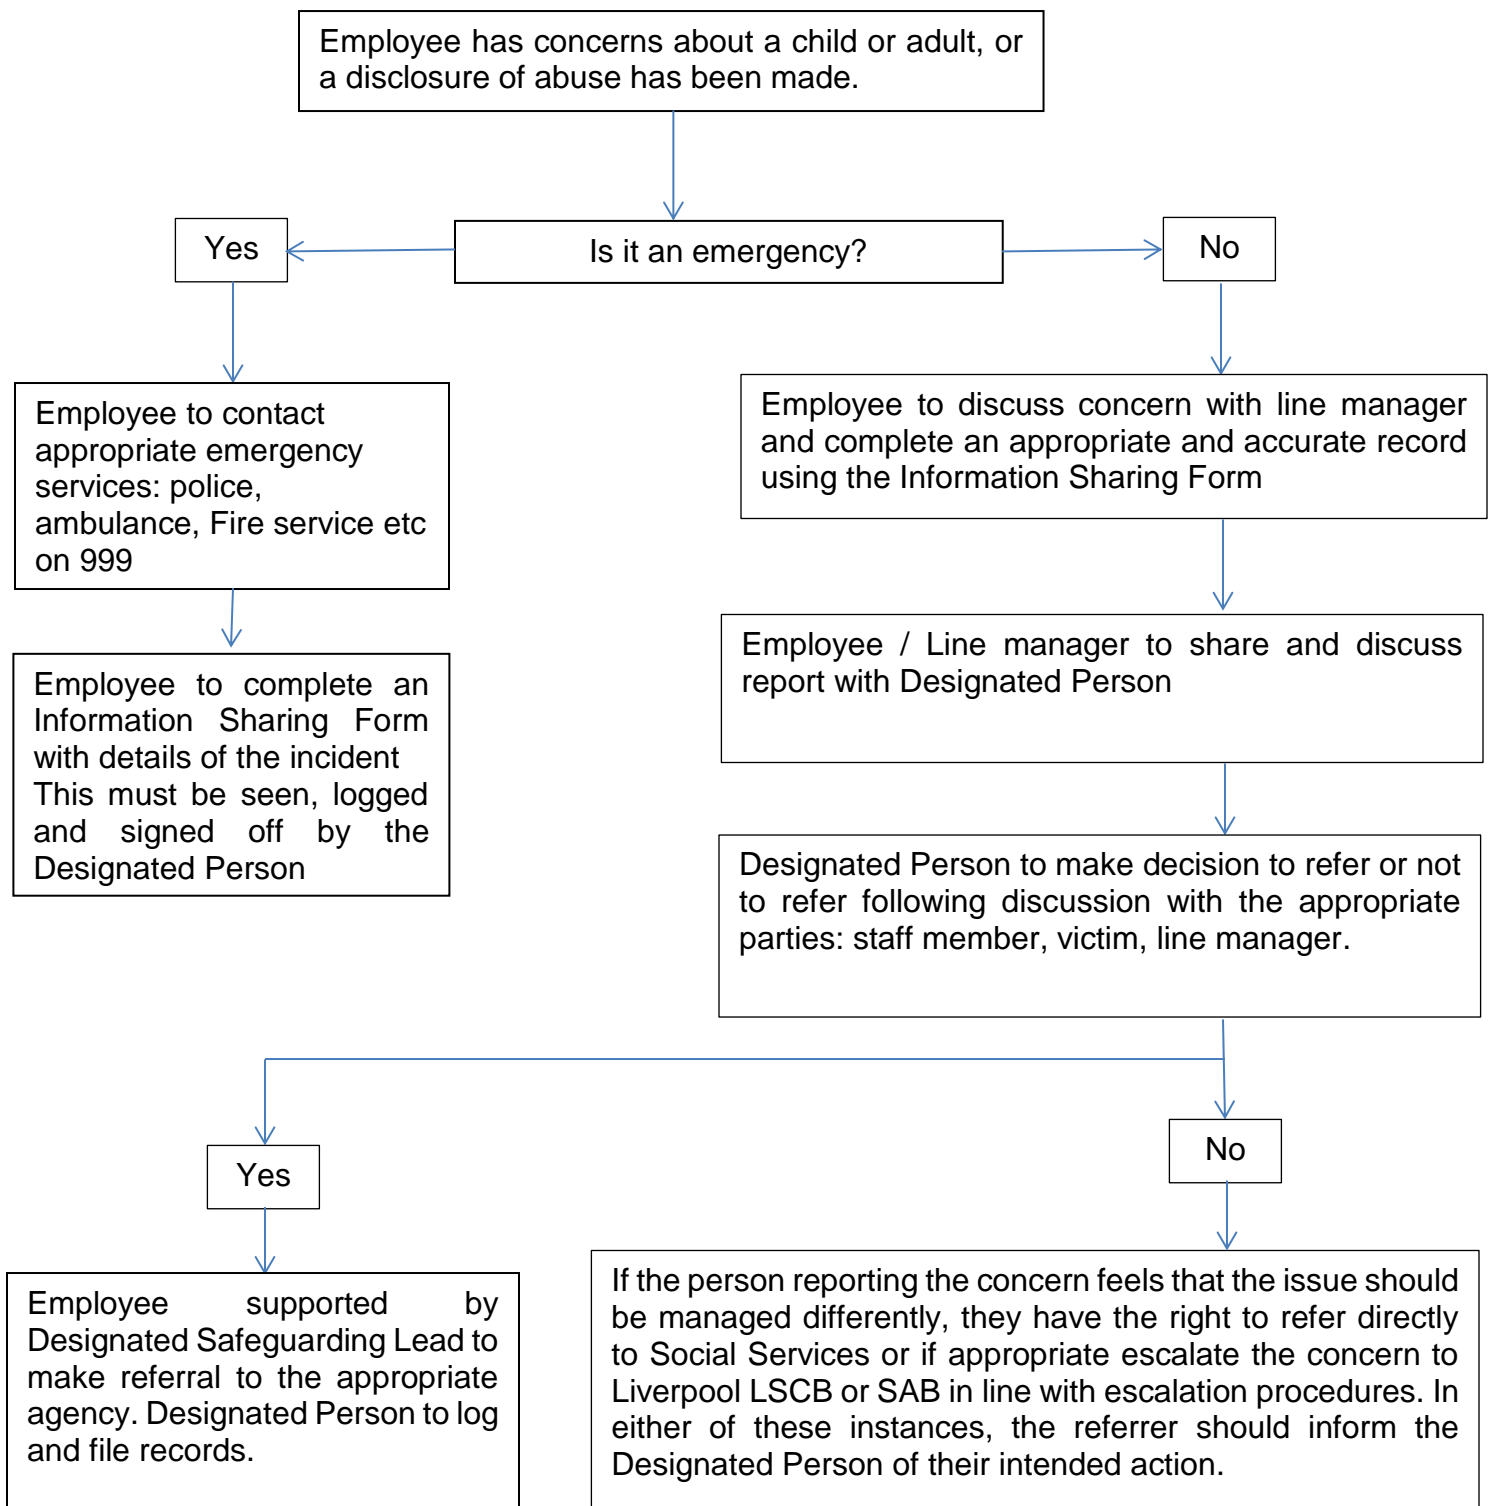 Employee has concerns about a child or adult, or
a disclosure of abuse has been made.
Yes
Is it an emergency?
No
Employee to contact
appropriate emergency
services: police,
ambulance, Fire service etc
on 999
Employee to discuss concern with line manager
and complete an appropriate and accurate record
using the Information Sharing Form
Employee to complete an
Information Sharing Form
with details of the incident
This must be seen, logged
and signed off by the
Designated Person
Employee / Line manager to share and discuss
report with Designated Person
Designated Person to make decision to refer or not
to refer following discussion with the appropriate
parties: staff member, victim, line manager.
Yes
No
Employee supported by
Designated Safeguarding Lead to
make referral to the appropriate
agency. Designated Person to log
and file records.
If the person reporting the concern feels that the issue should
be managed differently, they have the right to refer directly
to Social Services or if appropriate escalate the concern to
Liverpool LSCB or SAB in line with escalation procedures. In
either of these instances, the referrer should inform the
Designated Person of their intended action.